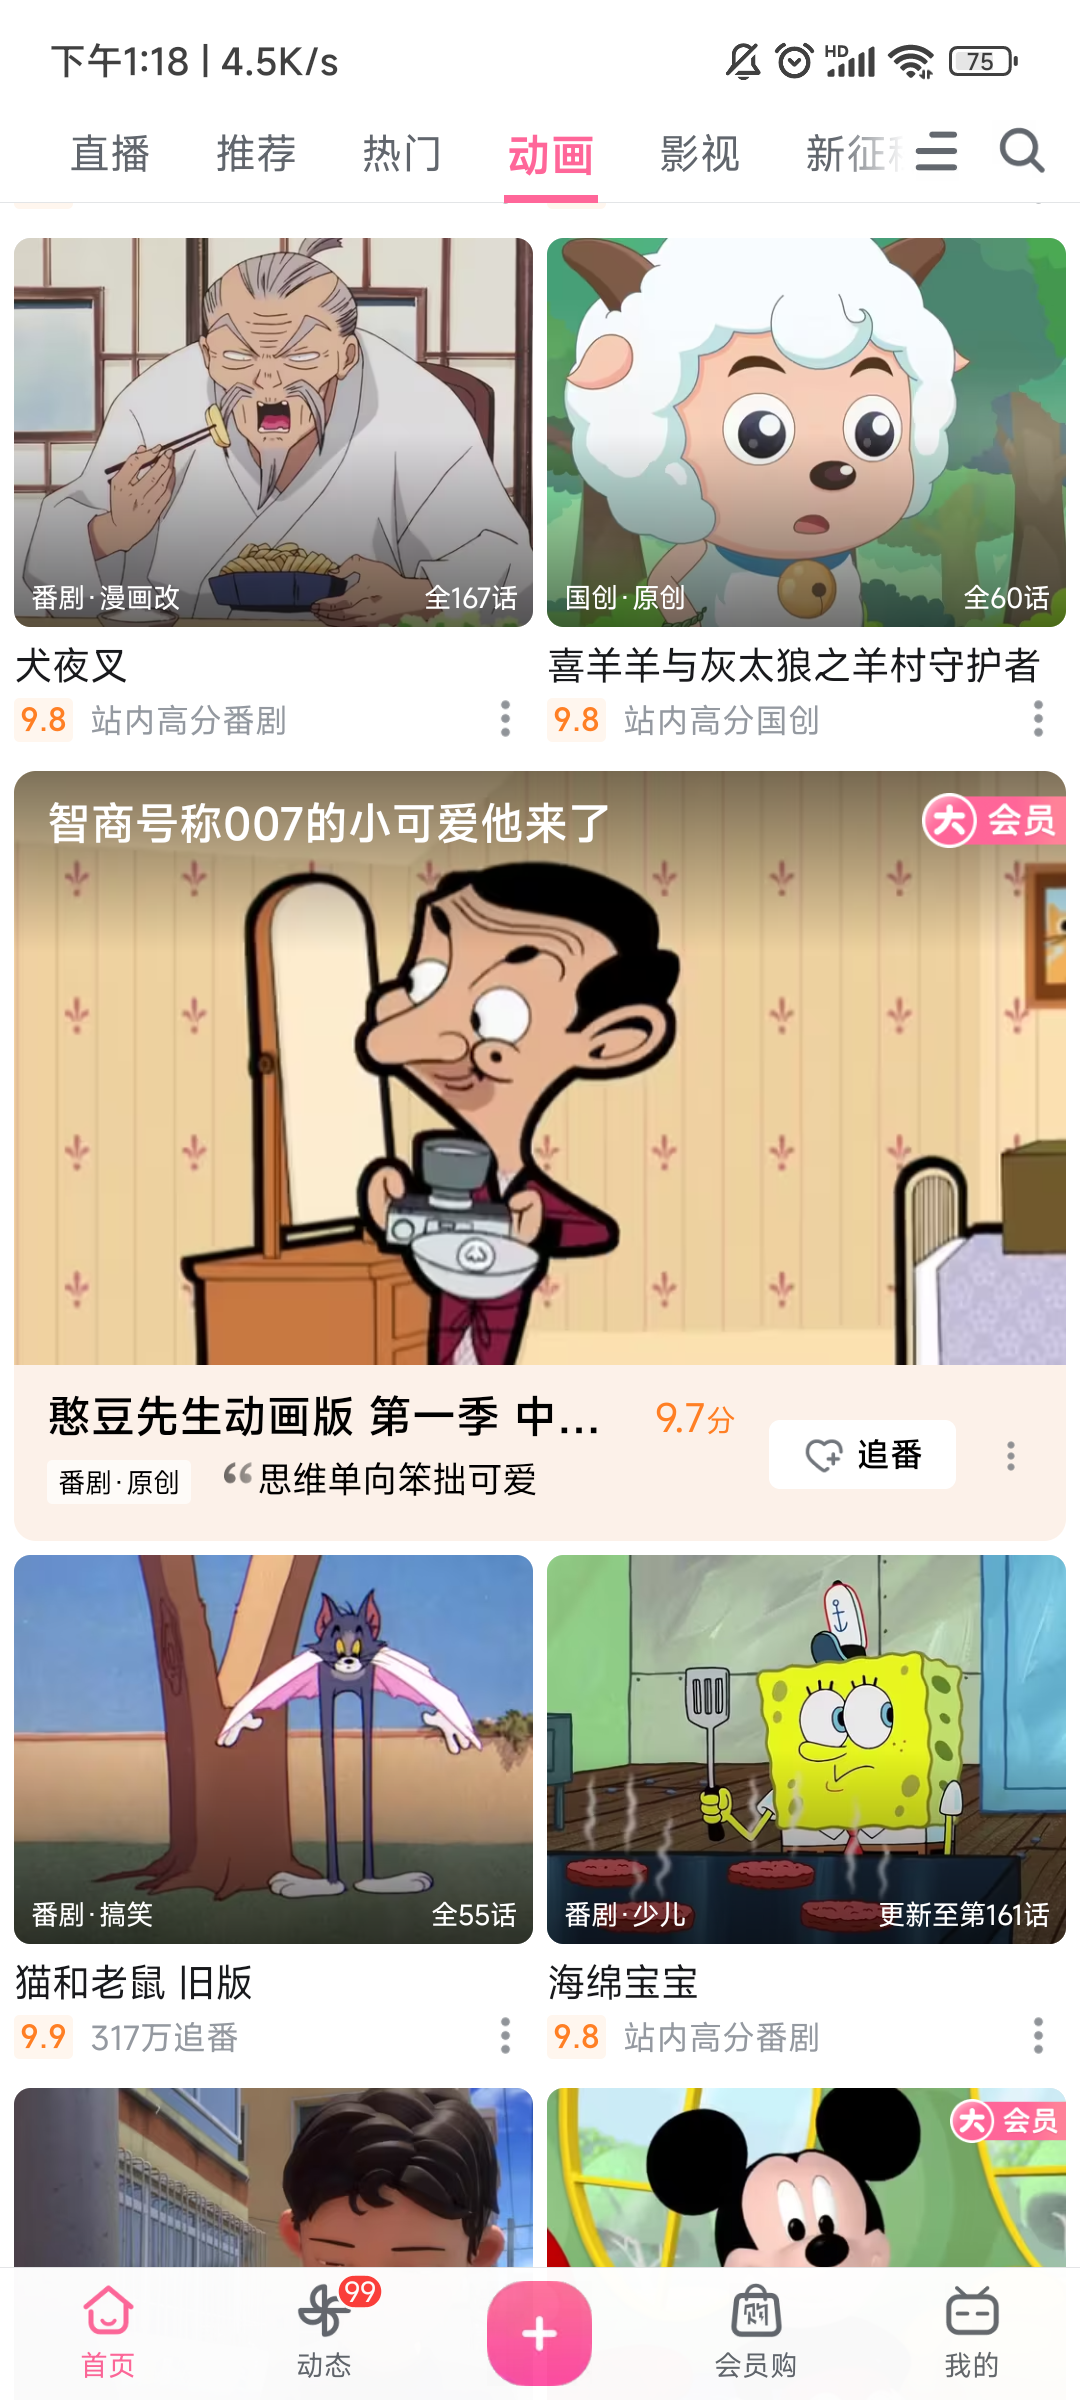 下午1:18 | 4.5K/s
HD
75
直播 推荐 热门 动画 影视 新征
番剧·漫画改 全167话
国创·原创 全60话
犬夜叉
9.8 站内高分番剧
喜羊羊与灰太狼之羊村守护者
9.8 站内高分国创
智商号称007的小可爱他来了
大 会员
憨豆先生动画版 第一季 中...
9.7分
追番
番剧·原创
“思维单向笨拙可爱
番剧·搞笑 全55话
番剧·少儿 更新至第161话
猫和老鼠 旧版
9.9 317万追番
海绵宝宝
9.8 站内高分番剧
大 会员
99
购
首页 动态 会员购 我的